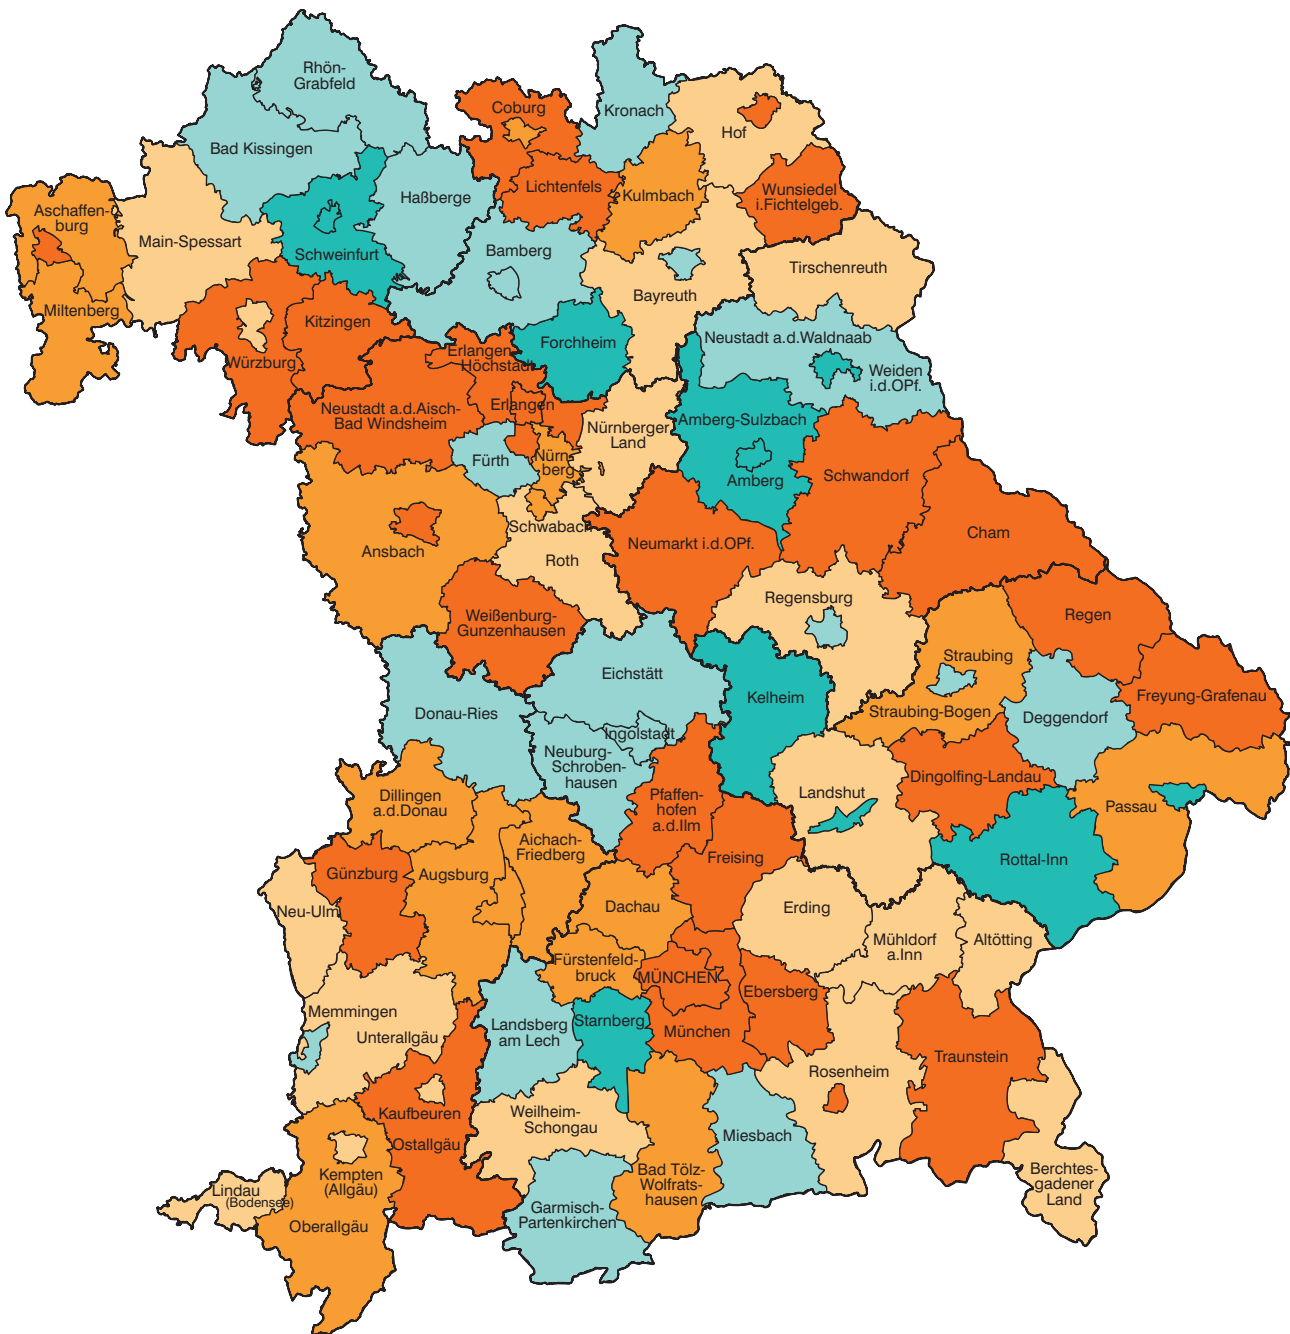 Rhön-
Grabfeld
Coburg
Kronach
Hof
Bad Kissingen
Lichtenfels
Kulmbach
Wunsiedel
i.Fichtelgeb.
Haßberge
Aschaffen-
burg
Main-Spessart
Schweinfurt
Bamberg
Tirschenreuth
Bayreuth
Miltenberg
Kitzingen
Würzburg
Forchheim
Erlangen-
Höchstadt
Neustadt a.d.Waldnaab
Weiden
i.d.OPf.
Neustadt a.d.Aisch-
Bad Windsheim
Erlangen
Nürnberger
Land
Amberg-Sulzbach
Fürth
Nürn-
berg
Amberg
Schwandorf
Ansbach
Schwabach
Roth
Neumarkt i.d.OPf.
Cham
Weißenburg-
Gunzenhausen
Regensburg
Regen
Eichstätt
Straubing
Kelheim
Freyung-Grafenau
Donau-Ries
Straubing-Bogen
Deggendorf
Ingolstadt
Neuburg-
Schroben-
hausen
Dingolfing-Landau
Dillingen
a.d.Donau
Pfaffen-
hofen
a.d.Ilm
Landshut
Passau
Aichach-
Friedberg
Freising
Rottal-Inn
Günzburg
Augsburg
Neu-Ulm
Dachau
Erding
Mühldorf
a.Inn
Altötting
Fürstenfeld-
bruck
MÜNCHEN
Ebersberg
Memmingen
Unterallgäu
Landsberg
am Lech
Starnberg
München
Traunstein
Rosenheim
Kaufbeuren
Ostallgäu
Weilheim-
Schongau
Miesbach
Kempten
(Allgäu)
Bad Tölz-
Wolfrats-
hausen
Berchtes-
gadener
Land
Lindau
(Bodensee)
Oberallgäu
Garmisch-
Partenkirchen